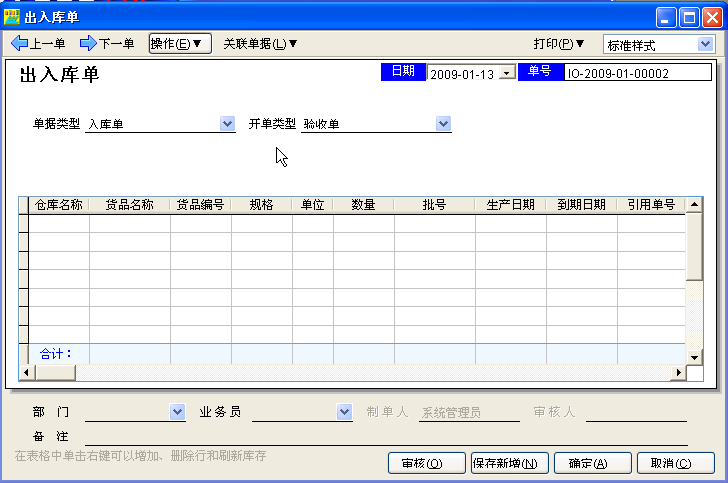 出入库单
上一单 下一单 操作(E)▼ 关联单据(L)▼ 打印(P)▼ 标准样式
出入库单 日期 2009-01-13 单号 IO-2009-01-00002
单据类型 入库单 开单类型 验收单
仓库名称 货品名称 货品编号 规格 单位 数量 批号 生产日期 到期日期 引用单号
合计：
部 门 业务员 制单人 系统管理员 审核人
备 注
在表格中单击右键可以增加、删除行和刷新库存
审核(O) 保存新增(N) 确定(A) 取消(C)